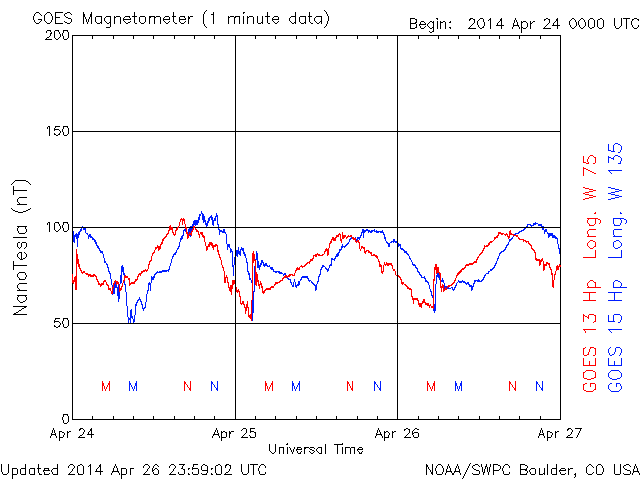 GOES Magnetometer (1 minute data)
Begin: 2014 Apr 24 0000 UTC
200
150
100
50
0
NanoTesla (nT)
M M N N M M N N M M N N
Apr 24 Apr 25 Apr 26 Apr 27
Universal Time
GOES 13 Hp Long. W 75
GOES 15 Hp Long. W 135
Updated 2014 Apr 26 23:59:02 UTC
NOAA/SWPC Boulder, CO USA